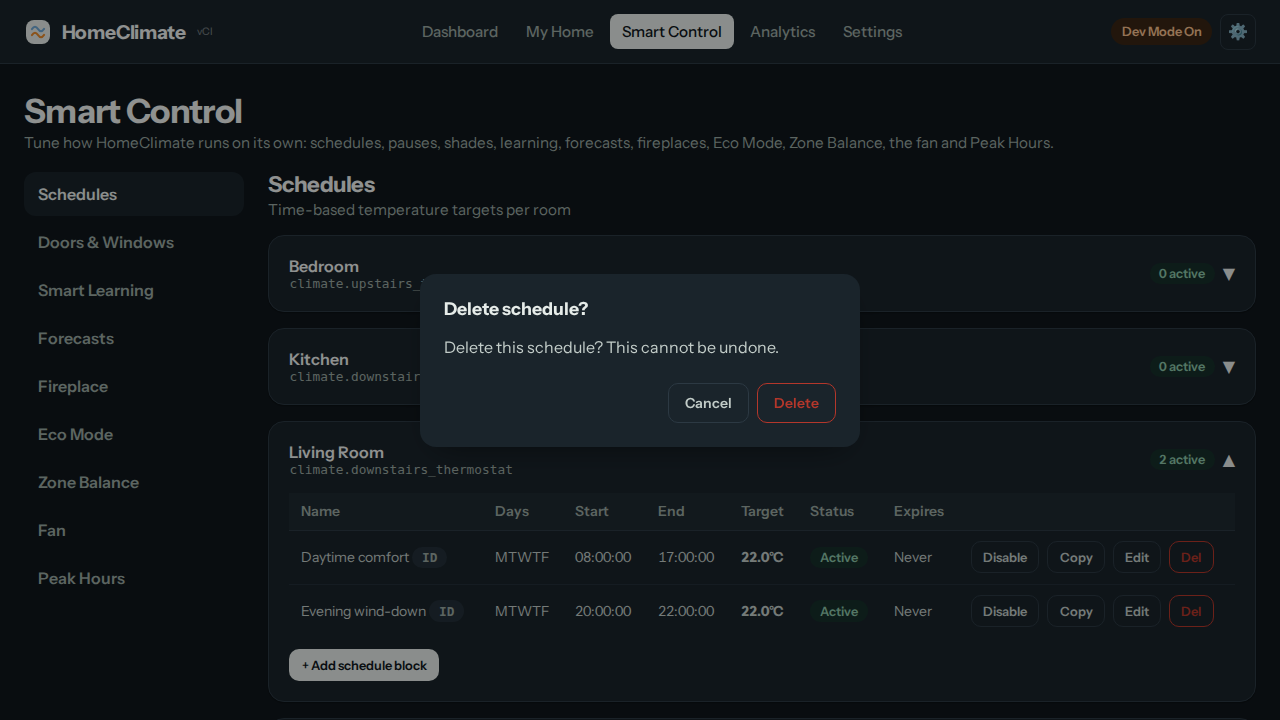 HomeClimate vCI
Dashboard
My Home
Smart Control
Analytics
Settings
Dev Mode On
Smart Control
Tune how HomeClimate runs on its own: schedules, pauses, shades, learning, forecasts, fireplaces, Eco Mode, Zone Balance, the fan and Peak Hours.
Schedules
Doors & Windows
Smart Learning
Forecasts
Fireplace
Eco Mode
Zone Balance
Fan
Peak Hours
Schedules
Time-based temperature targets per room
Bedroom
climate.upstairs_
0 active
Kitchen
climate.downstair
0 active
Delete schedule?
Delete this schedule? This cannot be undone.
Cancel
Delete
Living Room
climate.downstairs_thermostat
2 active
Name Days Start End Target Status Expires
Daytime comfort ID MTWTF 08:00:00 17:00:00 22.0°C Active Never Disable Copy Edit Del
Evening wind-down ID MTWTF 20:00:00 22:00:00 22.0°C Active Never Disable Copy Edit Del
+ Add schedule block